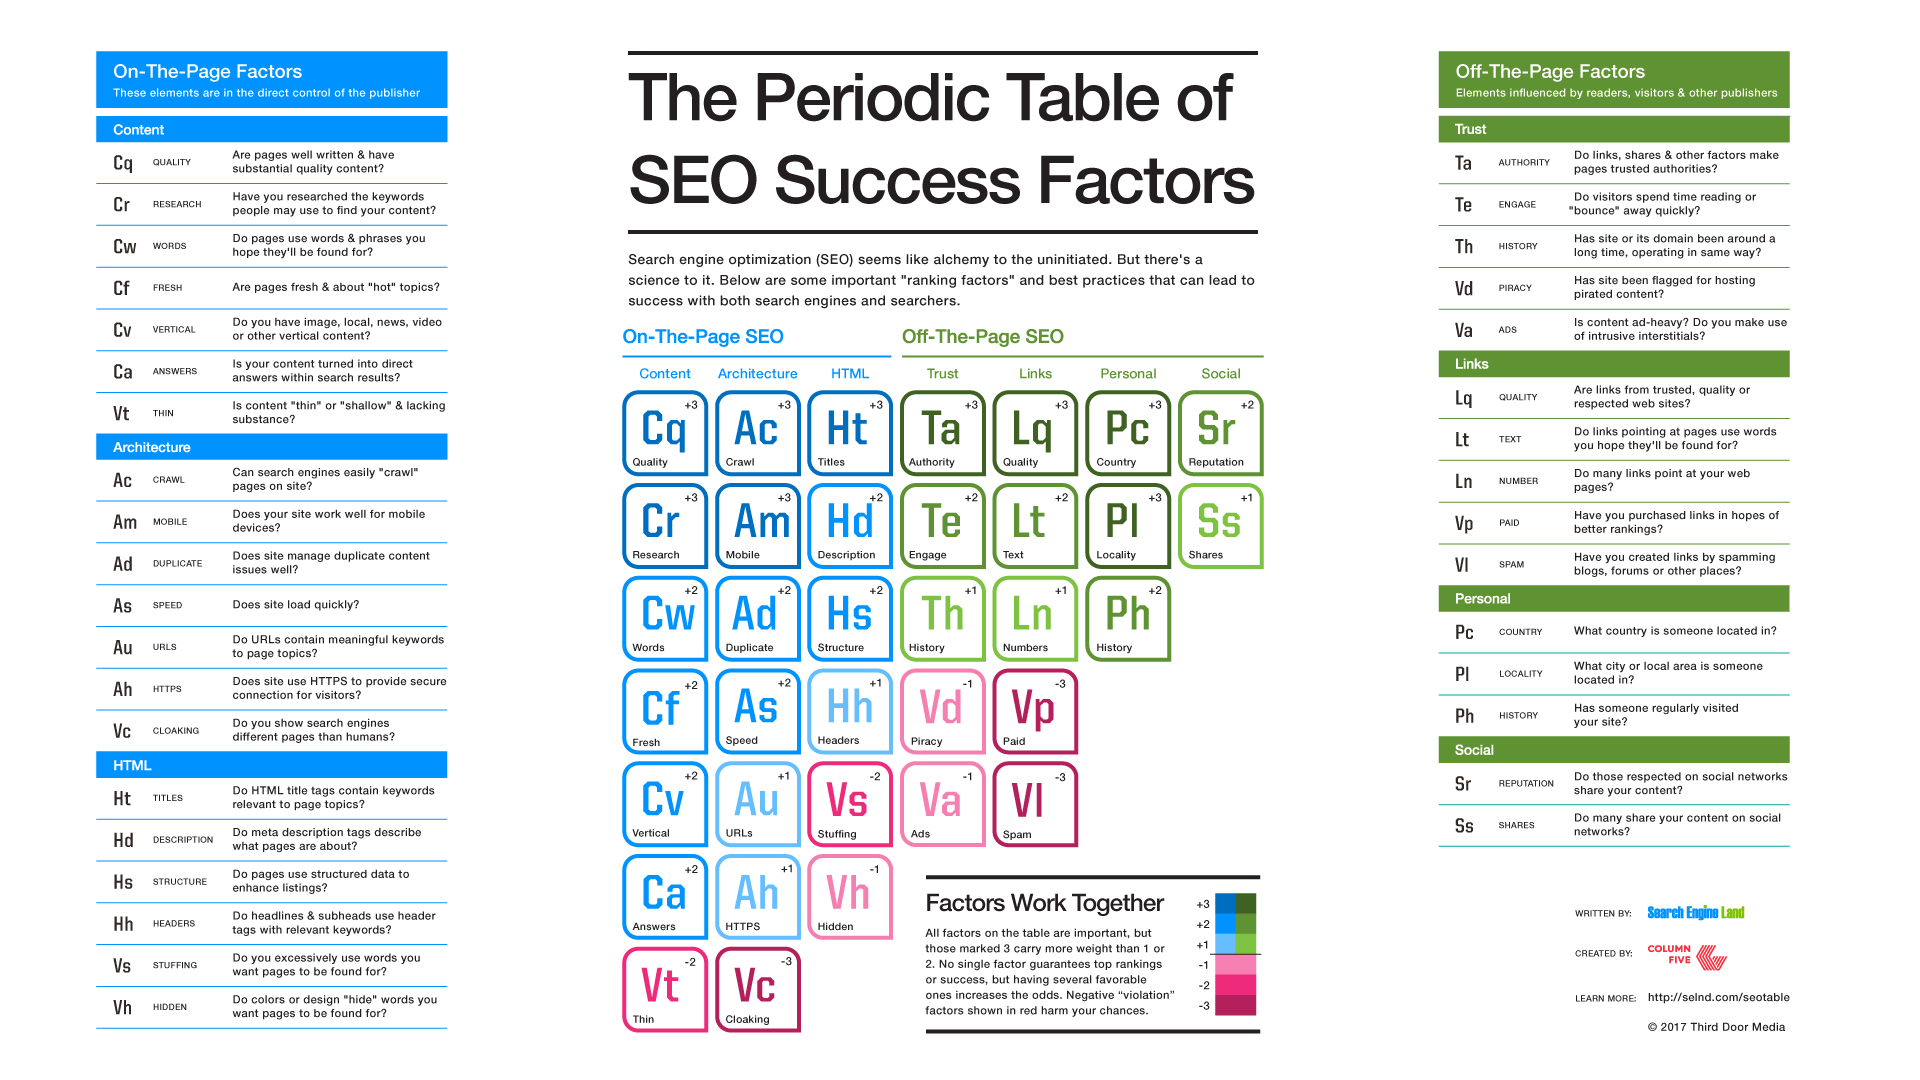 On-The-Page Factors
These elements are in the direct control of the publisher
Content
Cq QUALITY Are pages well written & have
substantial quality content?
Cr RESEARCH Have you researched the keywords
people may use to find your content?
Cw WORDS Do pages use words & phrases you
hope they'll be found for?
Cf FRESH Are pages fresh & about "hot" topics?
Cv VERTICAL Do you have image, local, news, video
or other vertical content?
Ca ANSWERS Is your content turned into direct
answers within search results?
Vt THIN Is content "thin" or "shallow" & lacking
substance?
Architecture
Ac CRAWL Can search engines easily "crawl"
pages on site?
Am MOBILE Does your site work well for mobile
devices?
Ad DUPLICATE Does site manage duplicate content
issues well?
As SPEED Does site load quickly?
Au URLS Do URLs contain meaningful keywords
to page topics?
Ah HTTPS Does site use HTTPS to provide secure
connection for visitors?
Vc CLOAKING Do you show search engines
different pages than humans?
HTML
Ht TITLES Do HTML title tags contain keywords
relevant to page topics?
Hd DESCRIPTION Do meta description tags describe
what pages are about?
Hs STRUCTURE Do pages use structured data to
enhance listings?
Hh HEADERS Do headlines & subheads use header
tags with relevant keywords?
Vs STUFFING Do you excessively use words you
want pages to be found for?
Vh HIDDEN Do colors or design "hide" words you
want pages to be found for?
The Periodic Table of
SEO Success Factors
Search engine optimization (SEO) seems like alchemy to the uninitiated. But there's a
science to it. Below are some important "ranking factors" and best practices that can lead to
success with both search engines and searchers.
On-The-Page SEO Off-The-Page SEO
Content Architecture HTML Trust Links Personal Social
+3 +3 +3 +3 +3 +3 +2
Cq Ac Ht Ta Lq Pc Sr
Quality Crawl Titles Authority Quality Country Reputation
+3 +3 +2 +2 +2 +3 +1
Cr Am Hd Te Lt Pl Ss
Research Mobile Description Engage Text Locality Shares
+2 +2 +2 +1 +1 +2
Cw Ad Hs Th Ln Ph
Words Duplicate Structure History Numbers History
+2 +2 +1 -1 -3
Cf As Hh Vd Vp
Fresh Speed Headers Piracy Paid
+2 +1 -2 -1 -3
Cv Au Vs Va Vl
Vertical URLs Stuffing Ads Spam
+2 +1 -1
Ca Ah Vh
Answers HTTPS Hidden
-2 -3
Vt Vc
Thin Cloaking
Factors Work Together
All factors on the table are important, but
those marked 3 carry more weight than 1 or
2. No single factor guarantees top rankings
or success, but having several favorable
ones increases the odds. Negative “violation”
factors shown in red harm your chances.
+3
+2
+1
-1
-2
-3
Off-The-Page Factors
Elements influenced by readers, visitors & other publishers
Trust
Ta AUTHORITY Do links, shares & other factors make
pages trusted authorities?
Te ENGAGE Do visitors spend time reading or
"bounce" away quickly?
Th HISTORY Has site or its domain been around a
long time, operating in same way?
Vd PIRACY Has site been flagged for hosting
pirated content?
Va ADS Is content ad-heavy? Do you make use
of intrusive interstitials?
Links
Lq QUALITY Are links from trusted, quality or
respected web sites?
Lt TEXT Do links pointing at pages use words
you hope they'll be found for?
Ln NUMBER Do many links point at your web
pages?
Vp PAID Have you purchased links in hopes of
better rankings?
Vl SPAM Have you created links by spamming
blogs, forums or other places?
Personal
Pc COUNTRY What country is someone located in?
Pl LOCALITY What city or local area is someone
located in?
Ph HISTORY Has someone regularly visited
your site?
Social
Sr REPUTATION Do those respected on social networks
share your content?
Ss SHARES Do many share your content on social
networks?
WRITTEN BY: Search Engine Land
CREATED BY: COLUMN
FIVE
LEARN MORE: http://selnd.com/seotable
© 2017 Third Door Media